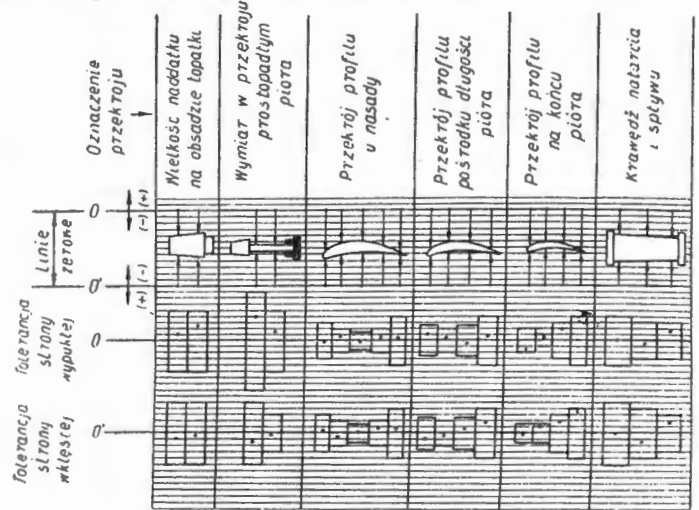 Oznaczenie
przekroju
Wielkość naddatku
na obsadzie łopatki
Wymiar w przekroju
prostopadłym
pióra
Przekrój profilu
u nasady
Przekrój profilu
pośrodku długości
pióra
Przekrój profilu
na końcu
pióra
Krawędź natarcia
i spływu
Linie
zerowe
0
(+)
(-)
0'
(-)
(+)
Tolerancja
strony
wypukłej
0
Tolerancja
strony
wklęsłej
0'